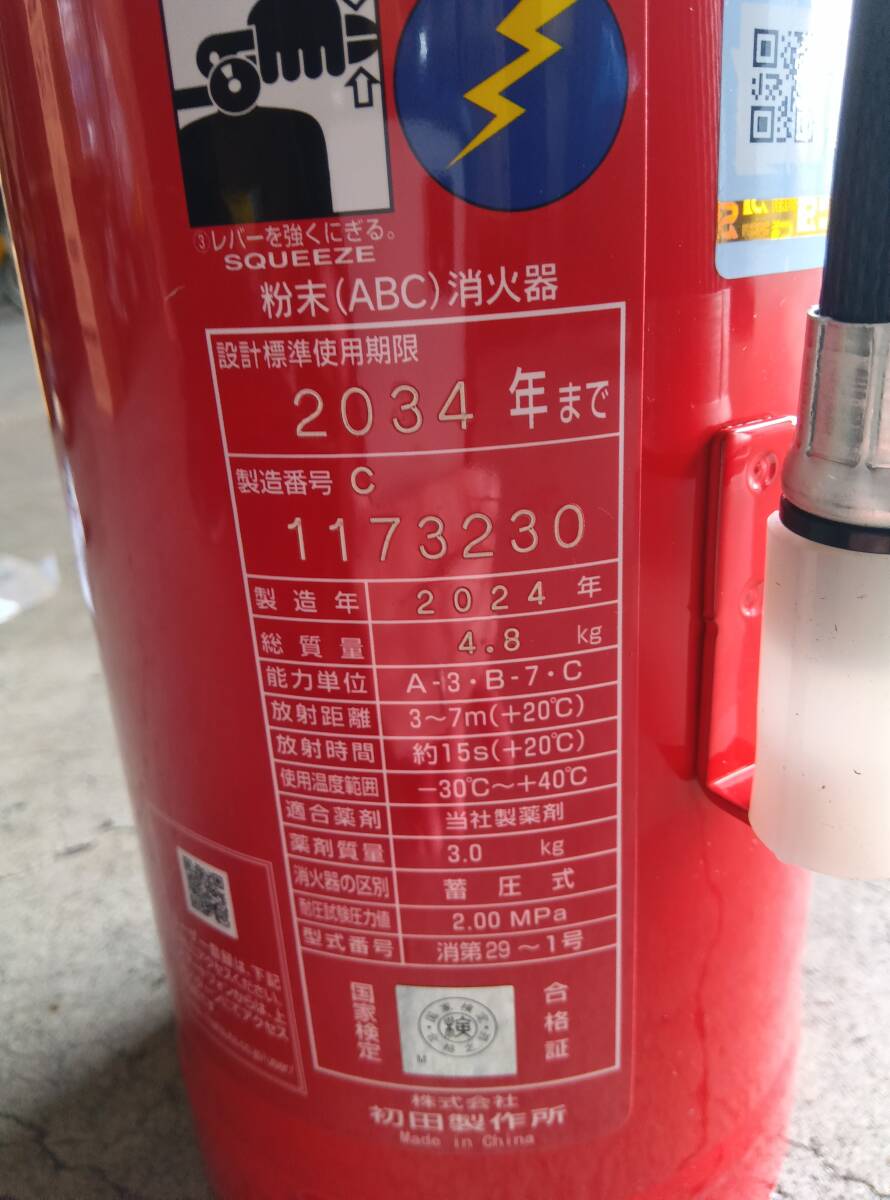 ③レバーを強くにぎる。
SQUEEZE
粉末(ABC)消火器
設計標準使用期限
2034 年まで
製造番号 C
1173230
製造年 2024 年
総質量 4.8 kg
能力単位 A-3・B-7・C
放射距離 3～7m(+20℃)
放射時間 約15s(+20℃)
使用温度範囲 -30℃～+40℃
適合薬剤 当社製薬剤
薬剤質量 3.0 kg
消火器の区別 蓄圧式
耐圧試験圧力値 2.00 MPa
型式番号 消第29～1号
国家検定 検 合格証
M
株式会社
初田製作所
Made in China